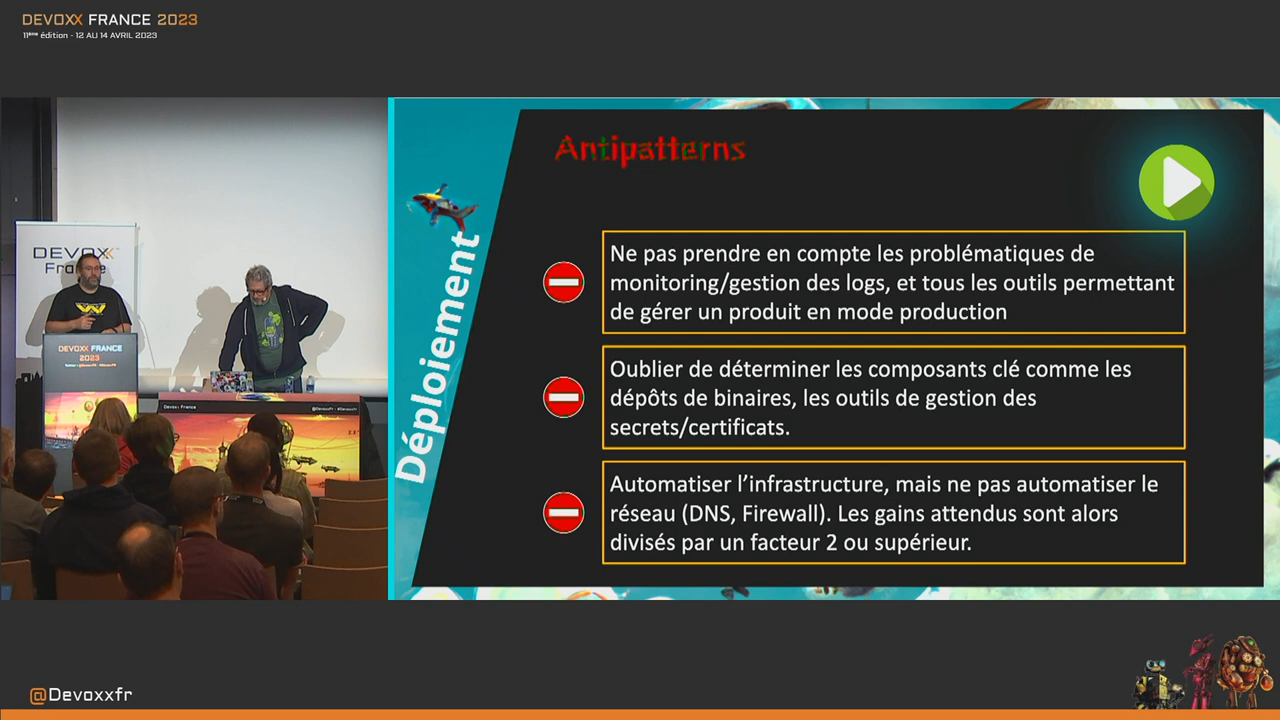 DEVOXX FRANCE 2023
11ème édition - 12 AU 14 AVRIL 2023
DEVOXX
France
DEVOXX FRANCE
2023
Devoxx France
Déploiement
Antipatterns
Ne pas prendre en compte les problématiques de
monitoring/gestion des logs, et tous les outils permettant
de gérer un produit en mode production
Oublier de déterminer les composants clé comme les
dépôts de binaires, les outils de gestion des
secrets/certificats.
Automatiser l’infrastructure, mais ne pas automatiser le
réseau (DNS, Firewall). Les gains attendus sont alors
divisés par un facteur 2 ou supérieur.
@Devoxxfr